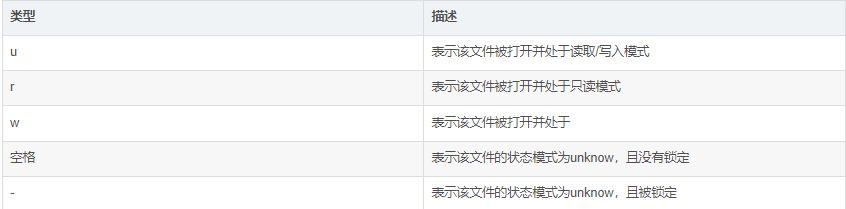 类型 描述
u 表示该文件被打开并处于读取/写入模式
r 表示该文件被打开并处于只读模式
w 表示该文件被打开并处于
空格 表示该文件的状态模式为unknow，且没有锁定
- 表示该文件的状态模式为unknow，且被锁定